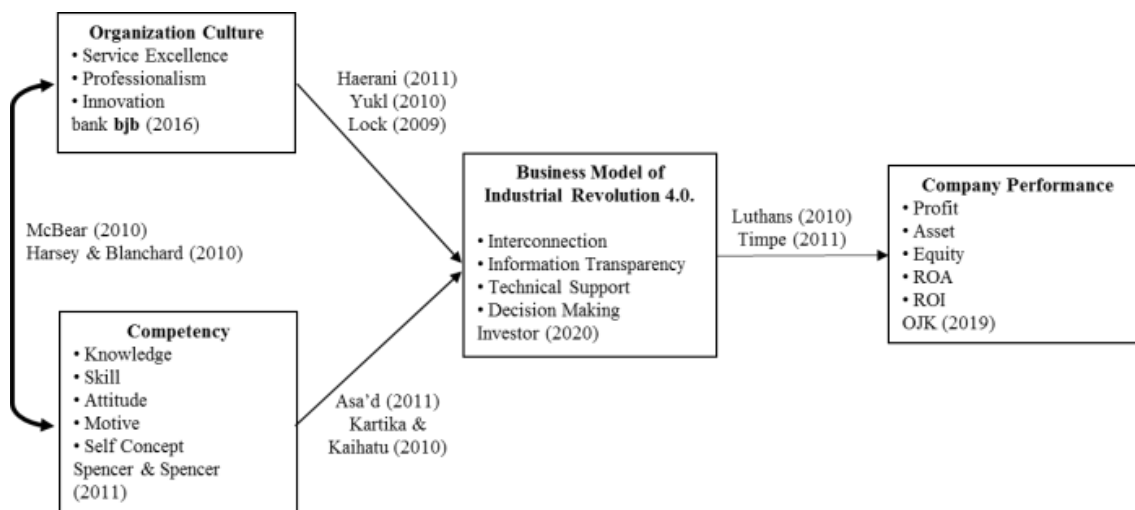 Organization Culture
• Service Excellence
• Professionalism
• Innovation
bank bjb (2016)
Haerani (2011)
Yukl (2010)
Lock (2009)
McBear (2010)
Harsey & Blanchard (2010)
Business Model of
Industrial Revolution 4.0.
• Interconnection
• Information Transparency
• Technical Support
• Decision Making
Investor (2020)
Luthans (2010)
Timpe (2011)
Company Performance
• Profit
• Asset
• Equity
• ROA
• ROI
OJK (2019)
Competency
• Knowledge
• Skill
• Attitude
• Motive
• Self Concept
Spencer & Spencer
(2011)
Asa’d (2011)
Kartika &
Kaihatu (2010)